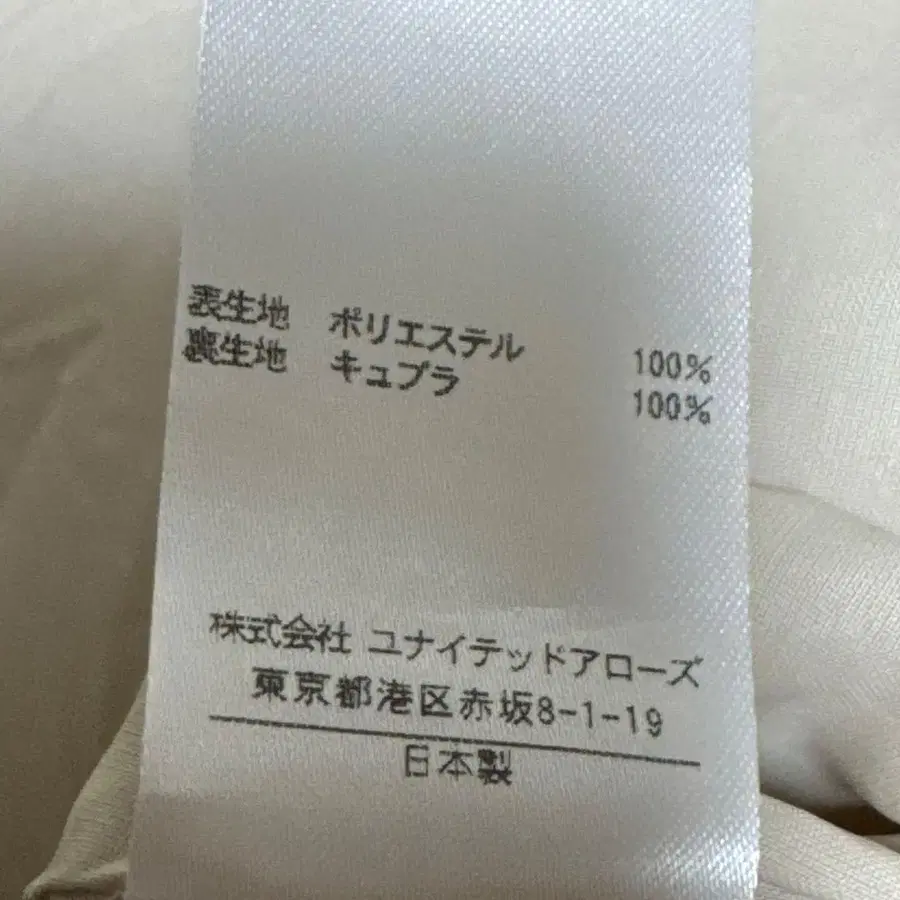 表生地 ポリエステル 100%
裏生地 キュプラ 100%
株式会社 ユナイテッドアローズ
東京都港区赤坂8-1-19
日本製